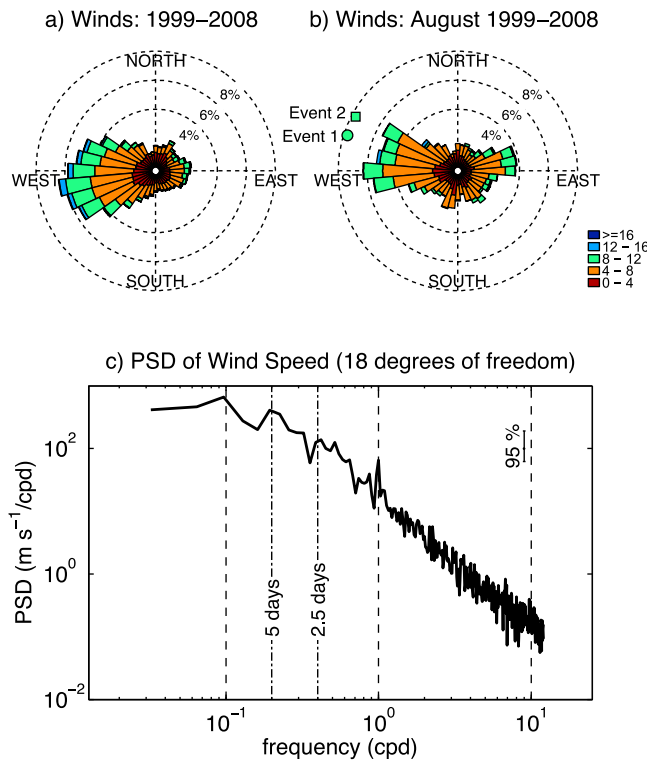 a) Winds: 1999−2008
b) Winds: August 1999−2008
NORTH
8%
6%
4%
WEST
EAST
SOUTH
NORTH
8%
6%
4%
Event 2
Event 1
WEST
EAST
SOUTH
>=16
12 − 16
8 − 12
4 − 8
0 − 4
c) PSD of Wind Speed (18 degrees of freedom)
PSD (m s⁻¹/cpd)
10²
10⁰
10⁻²
5 days
2.5 days
95 %
10⁻¹
10⁰
10¹
frequency (cpd)